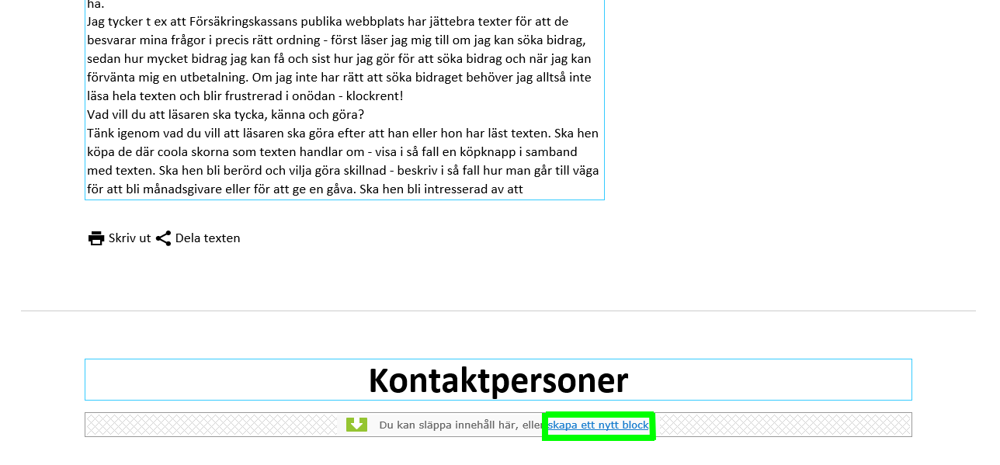 ha.
Jag tycker t ex att Försäkringskassans publika webbplats har jättebra texter för att de
besvarar mina frågor i precis rätt ordning - först läser jag mig till om jag kan söka bidrag,
sedan hur mycket bidrag jag kan få och sist hur jag gör för att söka bidrag och när jag kan
förvänta mig en utbetalning. Om jag inte har rätt att söka bidraget behöver jag alltså inte
läsa hela texten och blir frustrerad i onödan - klockrent!
Vad vill du att läsaren ska tycka, känna och göra?
Tänk igenom vad du vill att läsaren ska göra efter att han eller hon har läst texten. Ska hen
köpa de där coola skorna som texten handlar om - visa i så fall en köpknapp i samband
med texten. Ska hen bli berörd och vilja göra skillnad - beskriv i så fall hur man går till väga
för att bli månadsgivare eller för att ge en gåva. Ska hen bli intresserad av att
Skriv ut Dela texten
Kontaktpersoner
Du kan släppa innehåll här, eller skapa ett nytt block